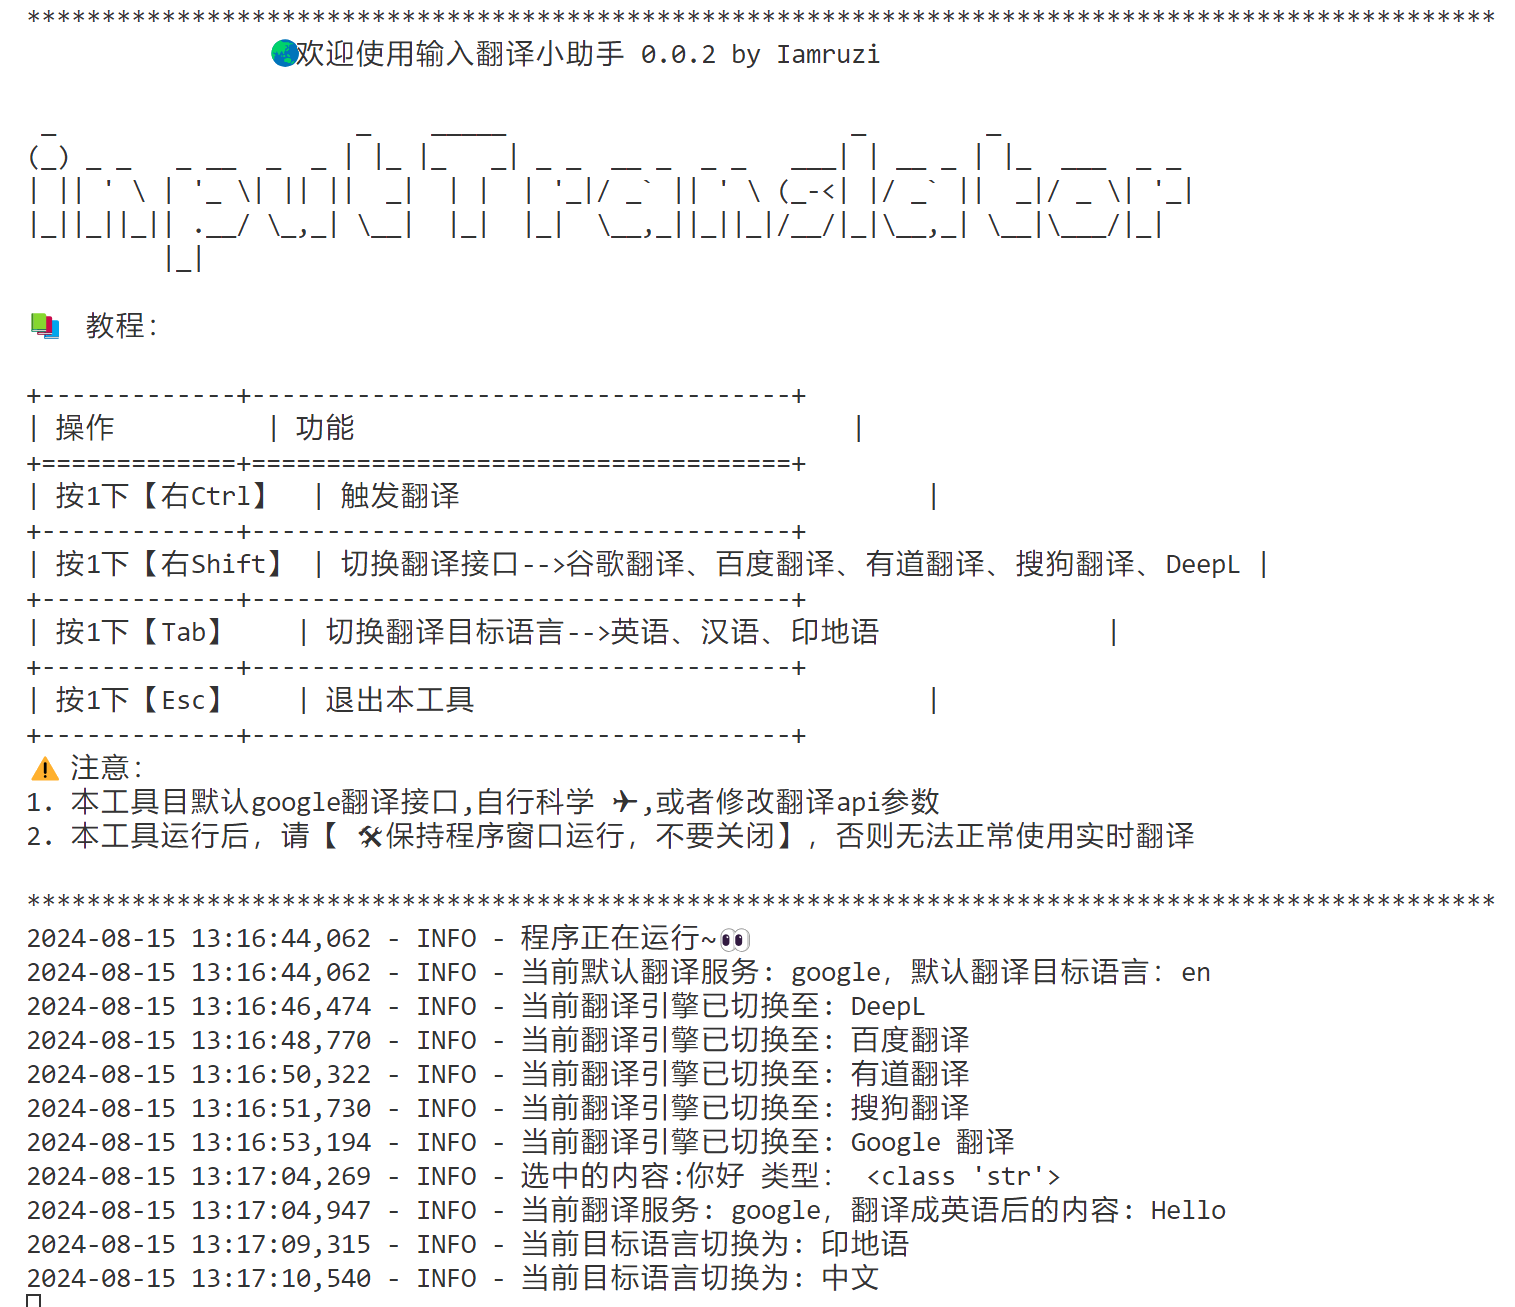 **************************************************************************************************
🌏欢迎使用输入翻译小助手 0.0.2 by Iamruzi
 _                    _    _____                       _        _
(_) _ _   _ __  _  _ | |_ |_   _| _ _  __ _  _ _   ___| | __ _ | |_  ___  _ _
| || ' \ | '_ \| || ||  _|  | |  | '_|/ _` || ' \ (_-<| |/ _` ||  _|/ _ \| '_|
|_||_||_|| .__/ \_,_| \__|  |_|  |_|  \__,_||_||_|/__/|_|\__,_| \__|\___/|_|
         |_|
📚 教程：
+-------------+------------------------------------+
| 操作 | 功能 |
+=============+====================================+
| 按1下【右Ctrl】 | 触发翻译 |
+-------------+------------------------------------+
| 按1下【右Shift】 | 切换翻译接口-->谷歌翻译、百度翻译、有道翻译、搜狗翻译、DeepL |
+-------------+------------------------------------+
| 按1下【Tab】 | 切换翻译目标语言-->英语、汉语、印地语 |
+-------------+------------------------------------+
| 按1下【Esc】 | 退出本工具 |
+-------------+------------------------------------+
⚠️ 注意：
1. 本工具目默认google翻译接口,自行科学 ✈,或者修改翻译api参数
2. 本工具运行后，请【 🛠保持程序窗口运行，不要关闭】，否则无法正常使用实时翻译
**************************************************************************************************
2024-08-15 13:16:44,062 - INFO - 程序正在运行~👀
2024-08-15 13:16:44,062 - INFO - 当前默认翻译服务: google，默认翻译目标语言：en
2024-08-15 13:16:46,474 - INFO - 当前翻译引擎已切换至: DeepL
2024-08-15 13:16:48,770 - INFO - 当前翻译引擎已切换至: 百度翻译
2024-08-15 13:16:50,322 - INFO - 当前翻译引擎已切换至: 有道翻译
2024-08-15 13:16:51,730 - INFO - 当前翻译引擎已切换至: 搜狗翻译
2024-08-15 13:16:53,194 - INFO - 当前翻译引擎已切换至: Google 翻译
2024-08-15 13:17:04,269 - INFO - 选中的内容:你好 类型： <class 'str'>
2024-08-15 13:17:04,947 - INFO - 当前翻译服务: google，翻译成英语后的内容: Hello
2024-08-15 13:17:09,315 - INFO - 当前目标语言切换为: 印地语
2024-08-15 13:17:10,540 - INFO - 当前目标语言切换为: 中文